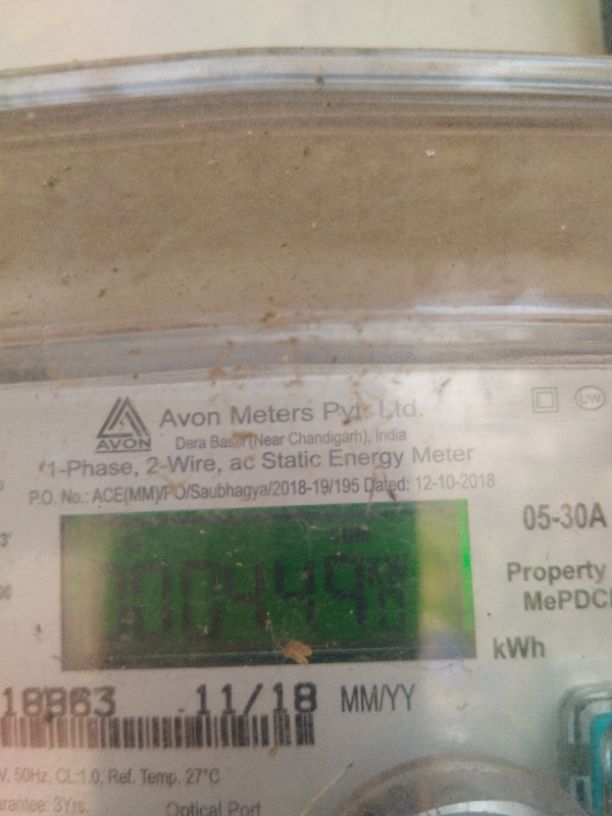 Avon Meters Pvt. Ltd.
AVON
Dera Bassi (Near Chandigarh), India
1-Phase, 2-Wire, ac Static Energy Meter
P.O. No.: ACE(MM)/PO/Saubhagya/2018-19/195 Dated: 12-10-2018
05-30A
Property
MePDC
kWh
18863 11/18 MM/YY
V, 50Hz, CL:1.0, Ref. Temp. 27°C
arantee: 3Yrs.
Optical Port